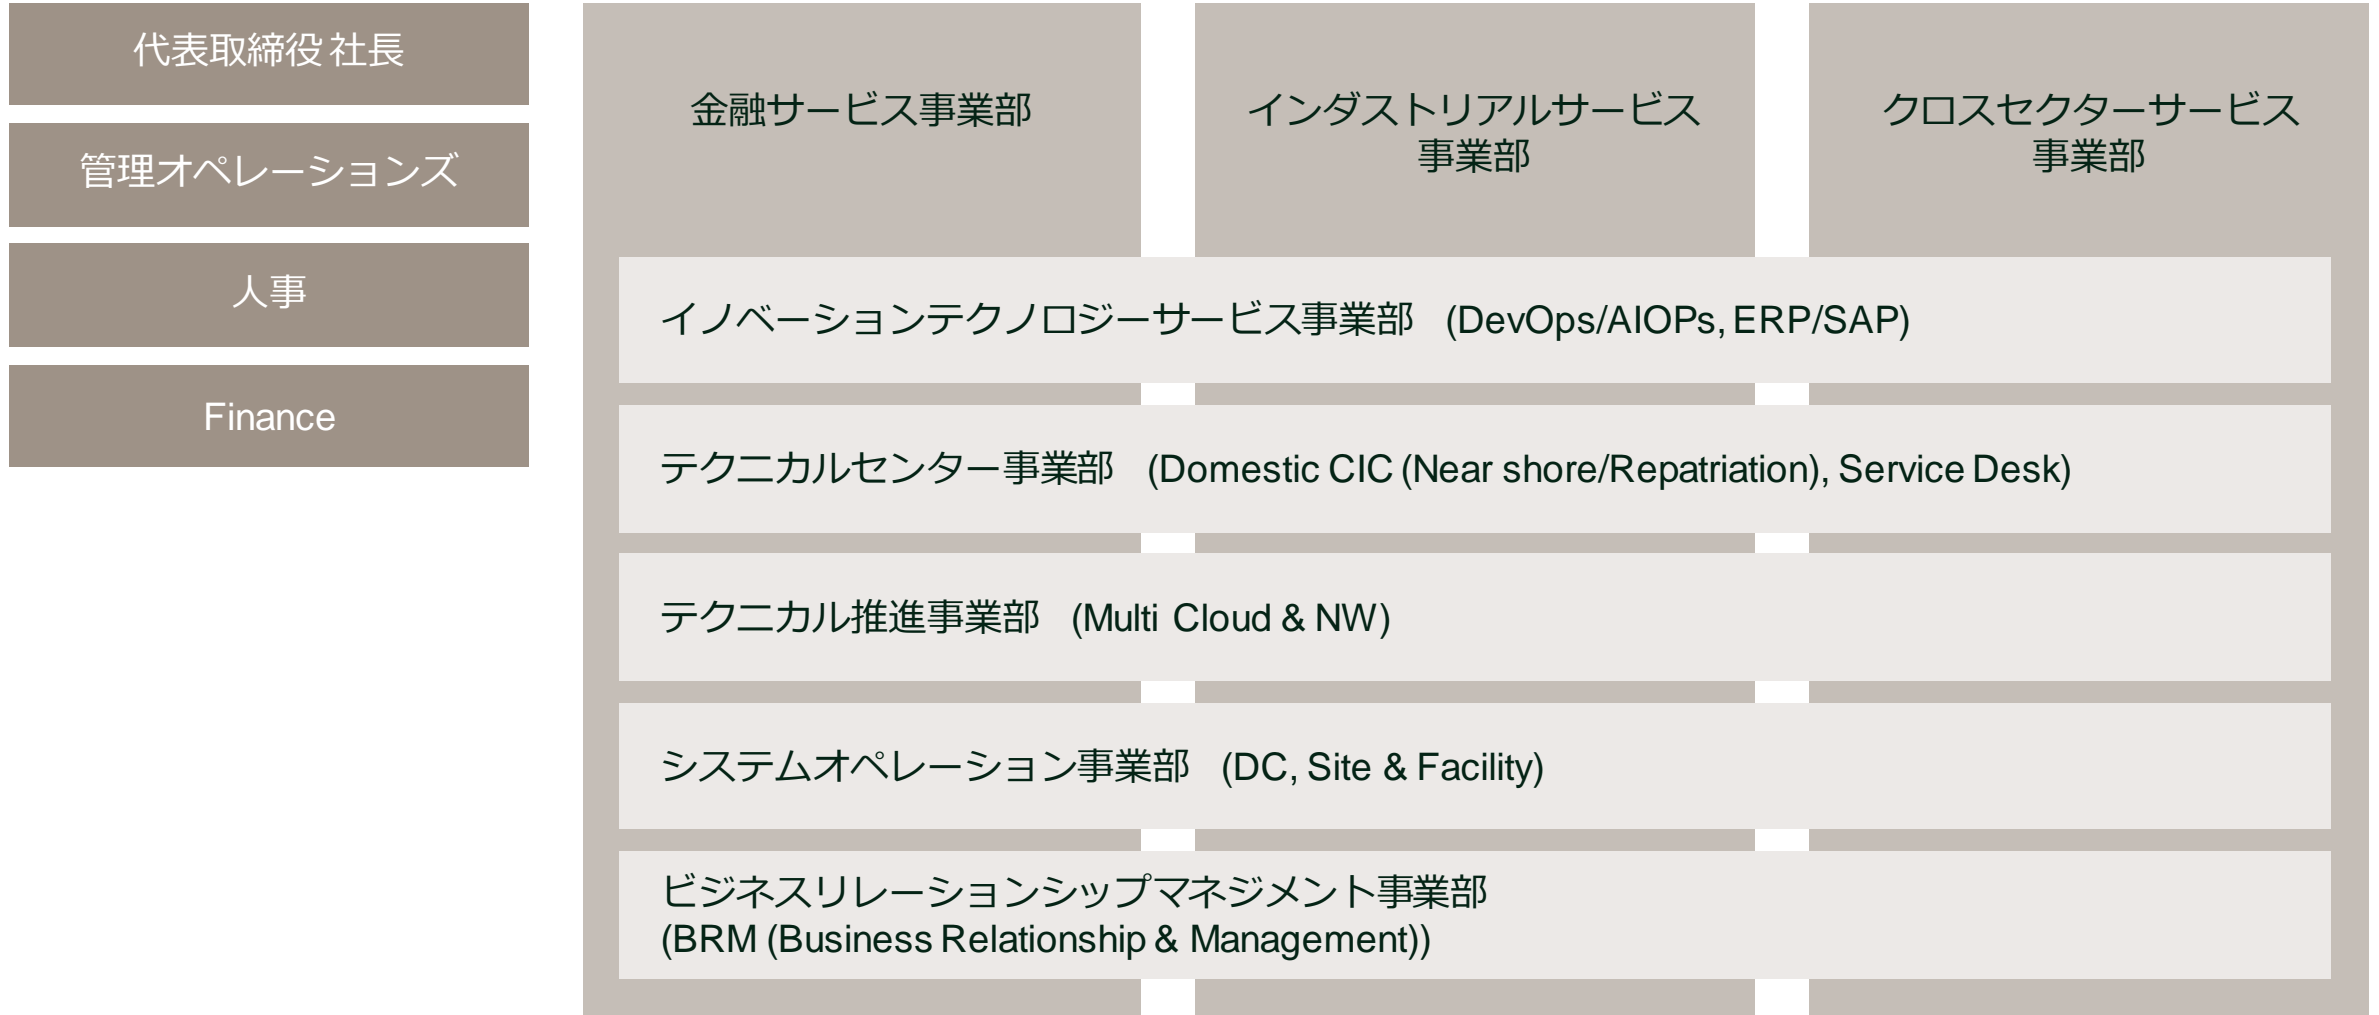 代表取締役 社長
管理オペレーションズ
人事
Finance
金融サービス事業部
インダストリアルサービス
事業部
クロスセクターサービス
事業部
イノベーションテクノロジーサービス事業部 (DevOps/AIOPs, ERP/SAP)
テクニカルセンター事業部 (Domestic CIC (Near shore/Repatriation), Service Desk)
テクニカル推進事業部 (Multi Cloud & NW)
システムオペレーション事業部 (DC, Site & Facility)
ビジネスリレーションシップマネジメント事業部
(BRM (Business Relationship & Management))